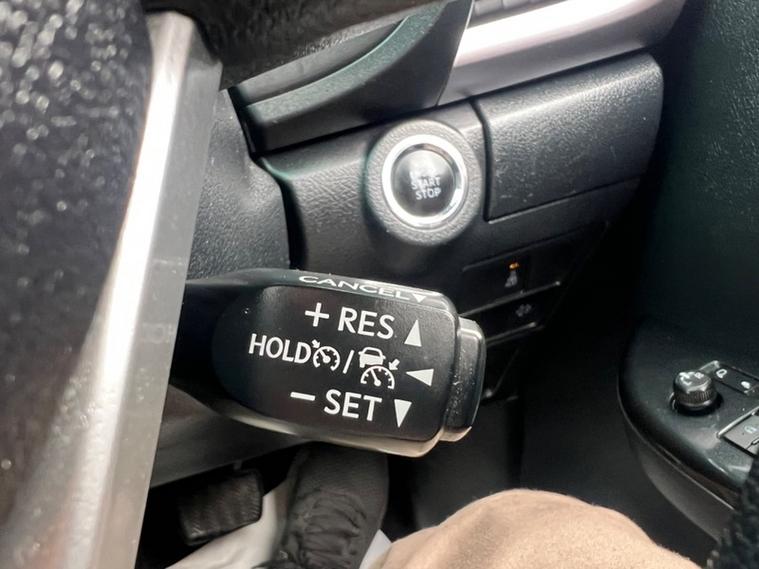 START
STOP
CANCEL
+ RES
HOLD /
− SET